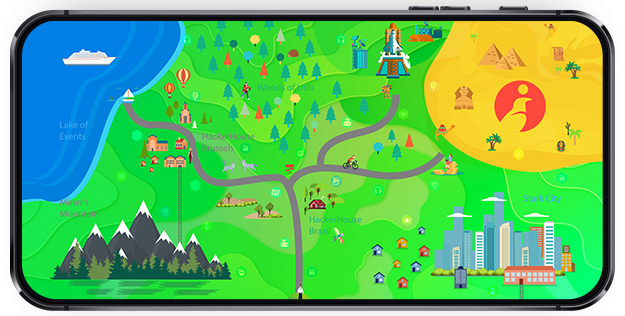 Woods of Utils
Lake of
Events
HackerHouse
Brussels
Miner's
Mountain
HackerHouse
Brazil
Stack City